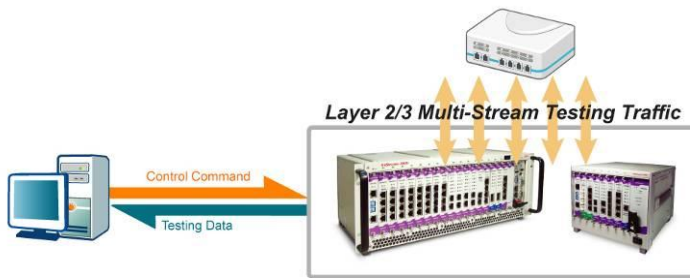 Layer 2/3 Multi-Stream Testing Traffic
Control Command
Testing Data